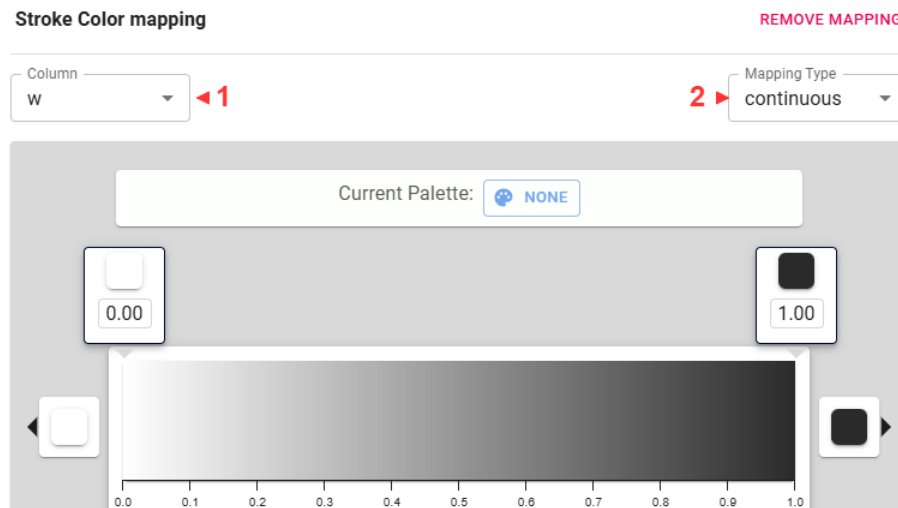 Stroke Color mapping REMOVE MAPPING
Column Mapping Type
w 1 2 continuous
Current Palette: NONE
0.00 1.00
0.0 0.1 0.2 0.3 0.4 0.5 0.6 0.7 0.8 0.9 1.0